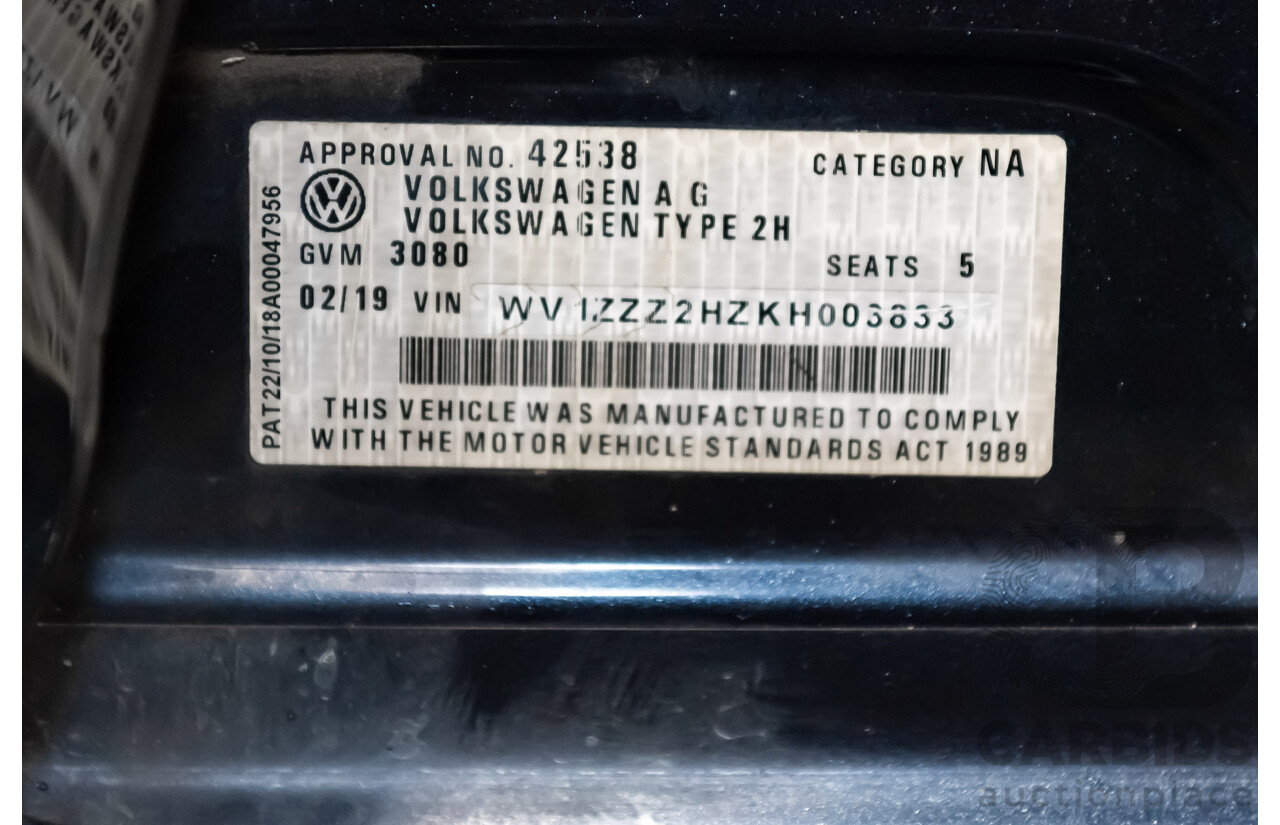 APPROVAL NO. 42538
CATEGORY NA
VOLKSWAGEN A G
VOLKSWAGEN TYPE 2H
GVM 3080
SEATS 5
02/19 VIN
THIS VEHICLE WAS MANUFACTURED TO COMPLY
WITH THE MOTOR VEHICLE STANDARDS ACT 1989
PAT22/10/18A00047956
CARBIDS
auctionplace